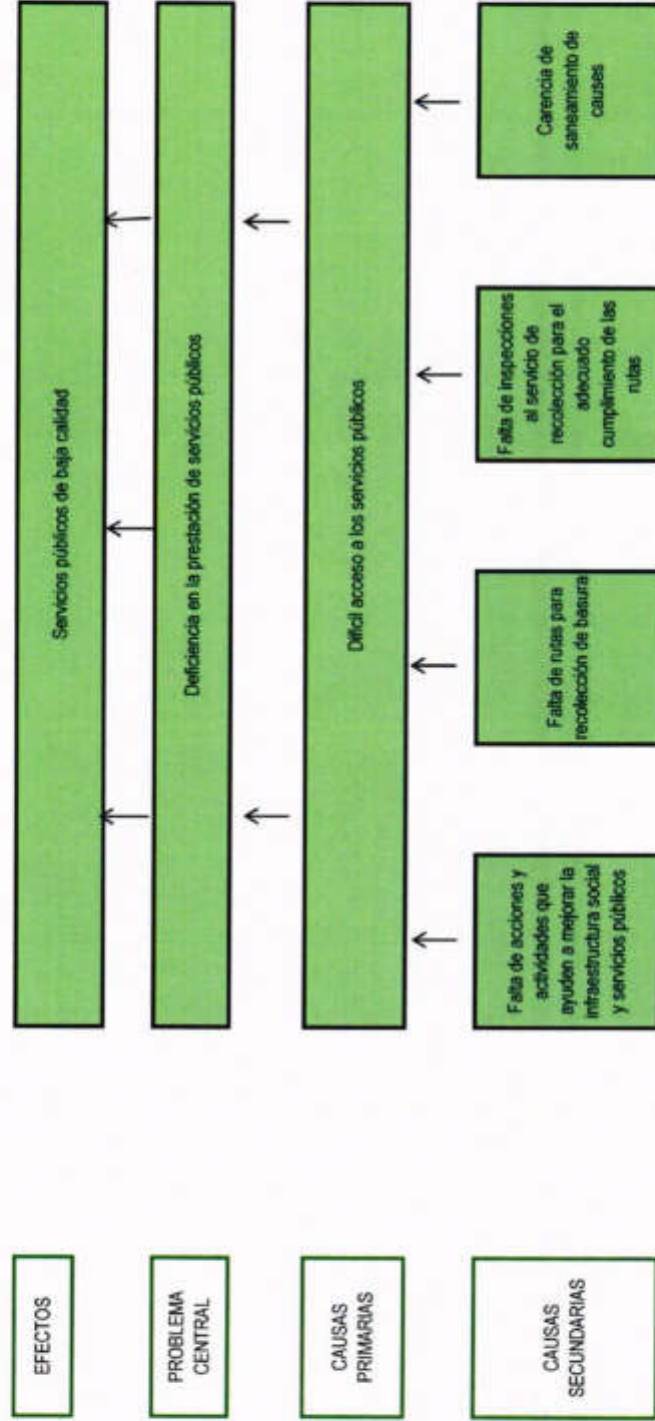 EFECTOS
Servicios públicos de baja calidad
PROBLEMA
CENTRAL
Deficiencia en la prestación de servicios públicos
CAUSAS
PRIMARIAS
Difícil acceso a los servicios públicos
CAUSAS
SECUNDARIAS
Falta de acciones y
actividades que
ayuden a mejorar la
infraestructura social
y servicios públicos
Falta de rutas para
recolección de basura
Falta de inspecciones
al servicio de
recolección para el
adecuado
cumplimiento de las
rutas
Carencia de
saneamiento de
causes